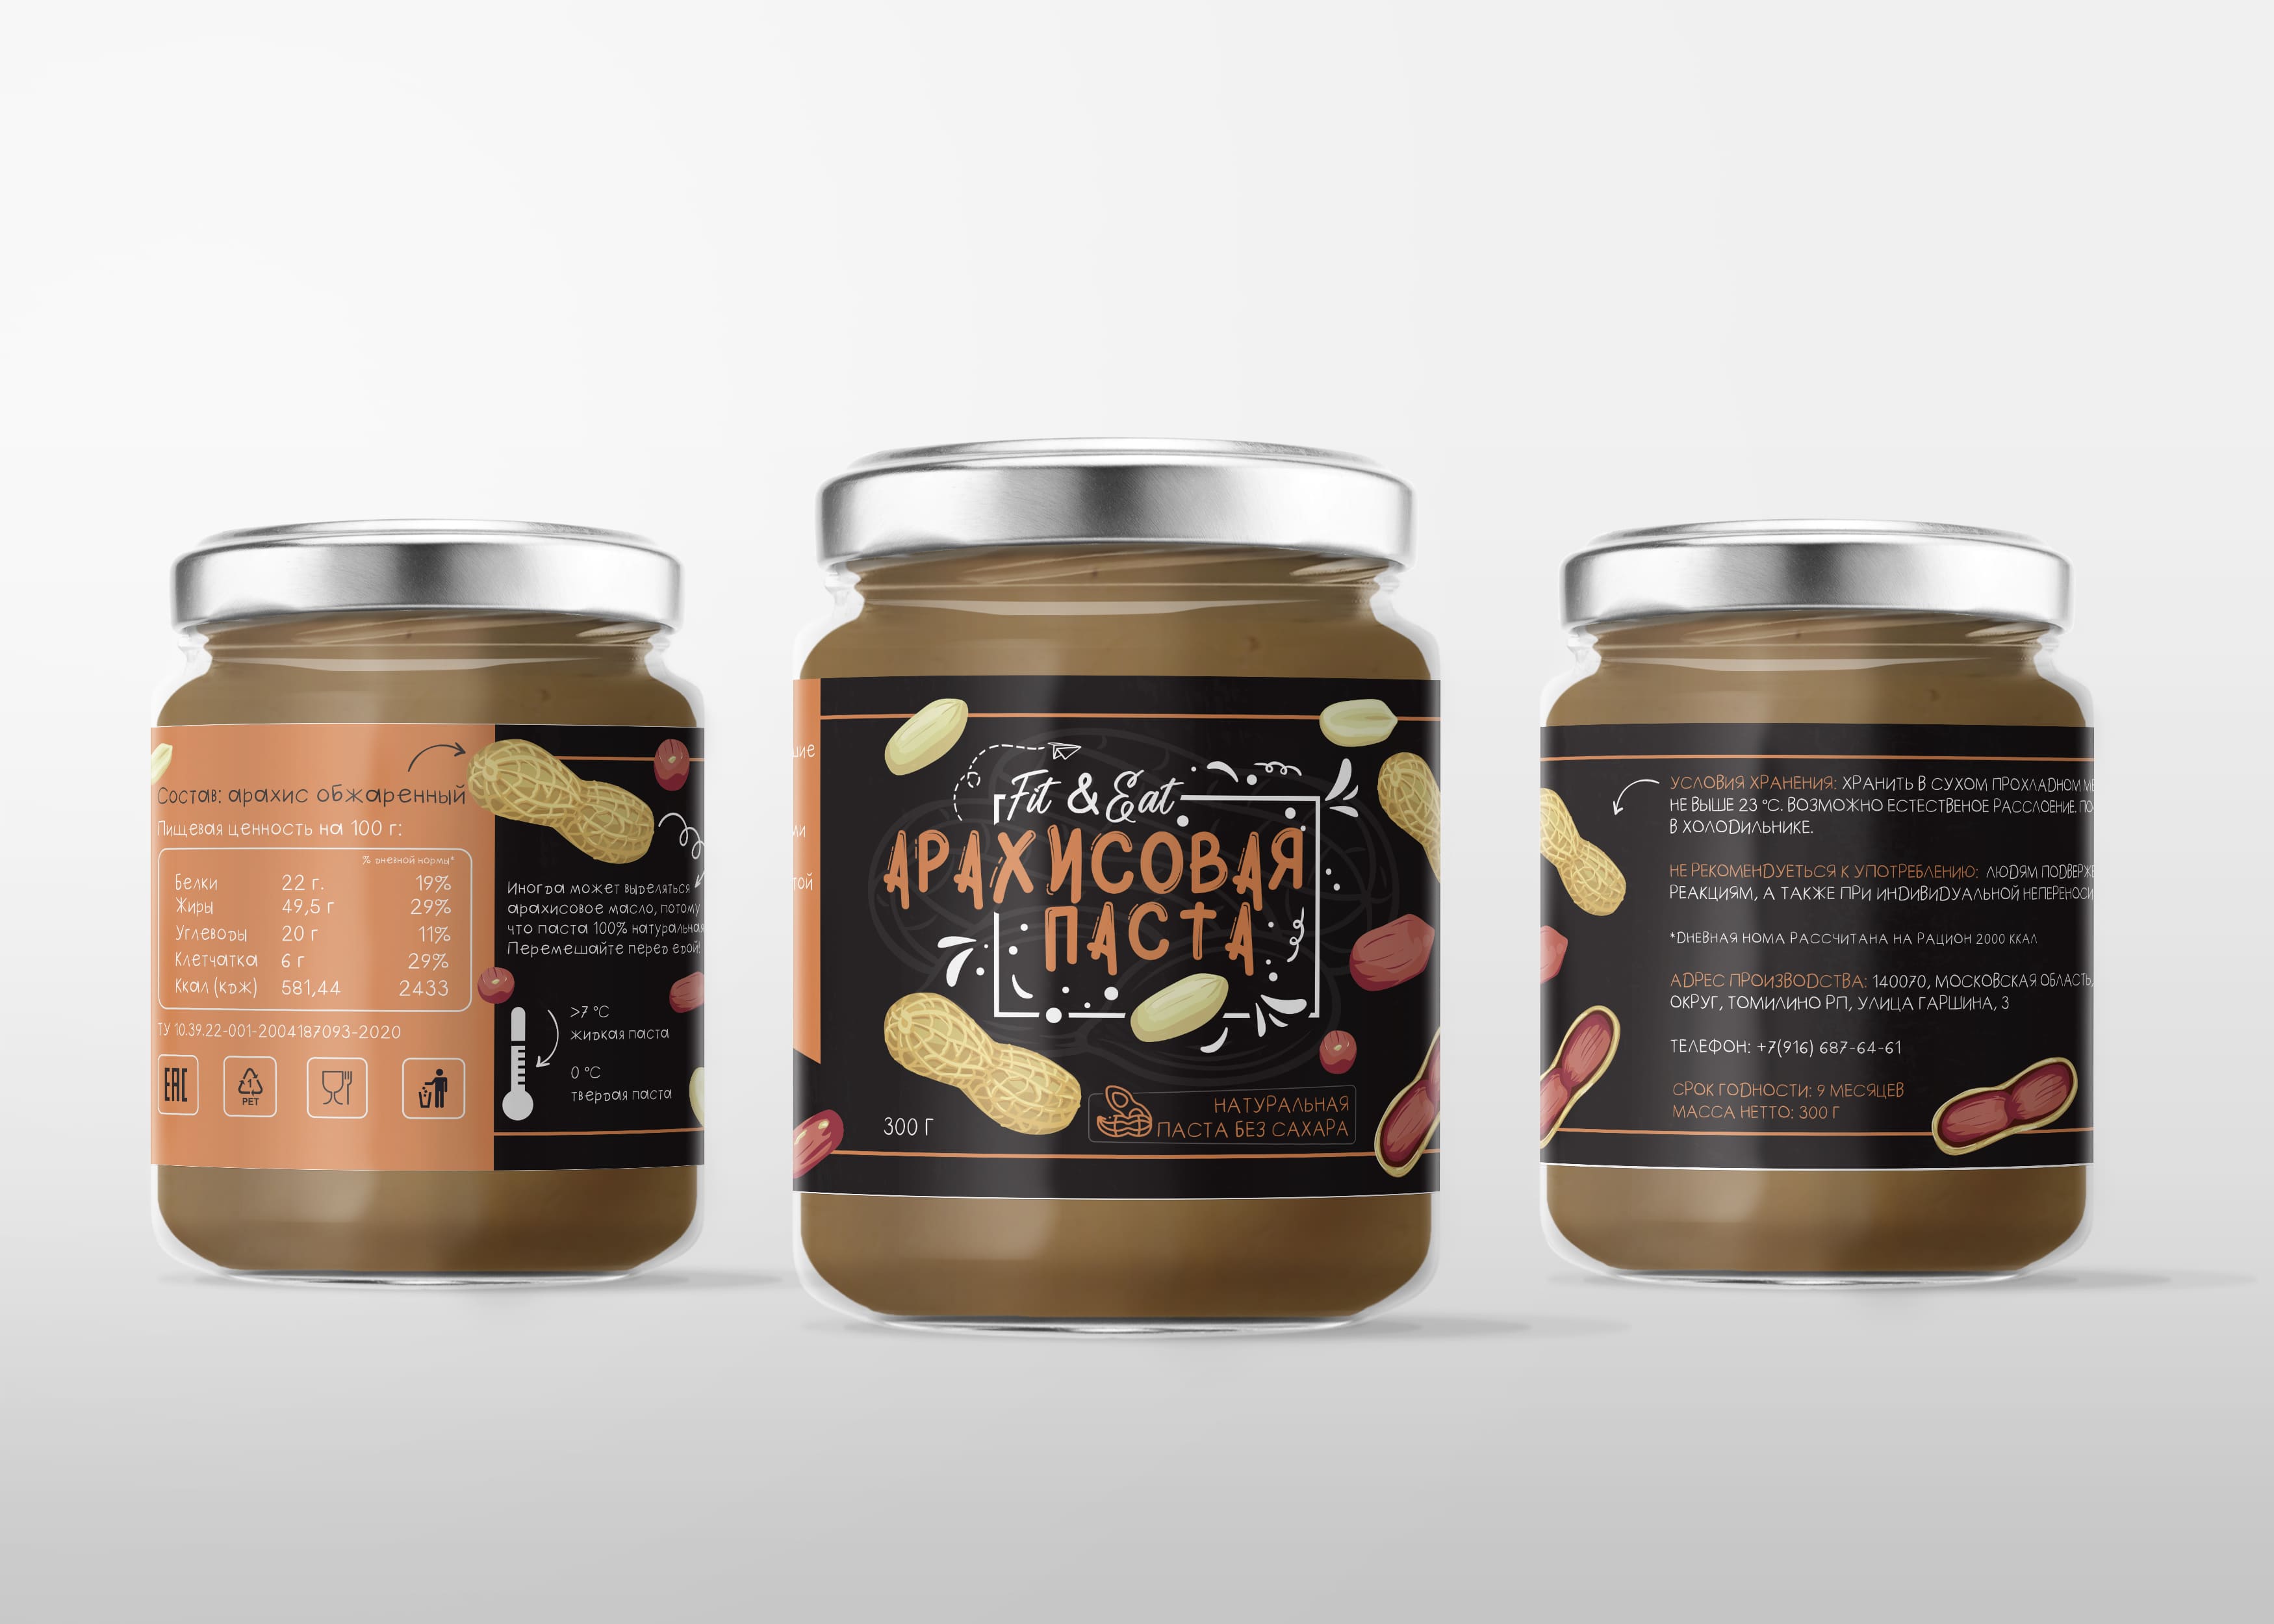 Состав: арахис обжаренный
Пищевая ценность на 100 г:
% дневной нормы*
Белки 22 г. 19%
Жиры 49,5 г 29%
Углеводы 20 г 11%
Клетчатка 6 г 29%
Ккал (кдж) 581,44 2433
ТУ 10.39.22-001-2004187093-2020
EAC
1
PET
Иногда может выделяться
арахисовое масло, потому
что паста 100% натуральная
Перемешайте перед едой!
>7 °C
жидкая паста
0 °C
твердая паста
Fit & Eat
АРАХИСОВАЯ
ПАСТА
300 Г
НАТУРАЛЬНАЯ
ПАСТА БЕЗ САХАРА
УСЛОВИЯ ХРАНЕНИЯ: ХРАНИТЬ В СУХОМ ПРОХЛАДНОМ
НЕ ВЫШЕ 23 °C. ВОЗМОЖНО ЕСТЕСТВЕНОЕ РАССЛОЕНИЕ.
В ХОЛОДИЛЬНИКЕ.
НЕ РЕКОМЕНДУЕТЬСЯ К УПОТРЕБЛЕНИЮ: ЛЮДЯМ
РЕАКЦИЯМ, А ТАКЖЕ ПРИ ИНДИВИДУАЛЬНОЙ
*ДНЕВНАЯ НОМА РАССЧИТАНА НА РАЦИОН 2000 ККАЛ
АДРЕС ПРОИЗВОДСТВА: 140070, МОСКОВСКАЯ ОБЛАСТЬ,
ОКРУГ, ТОМИЛИНО РП, УЛИЦА ГАРШИНА, 3
ТЕЛЕФОН: +7(916) 687-64-61
СРОК ГОДНОСТИ: 9 МЕСЯЦЕВ
МАССА НЕТТО: 300 Г